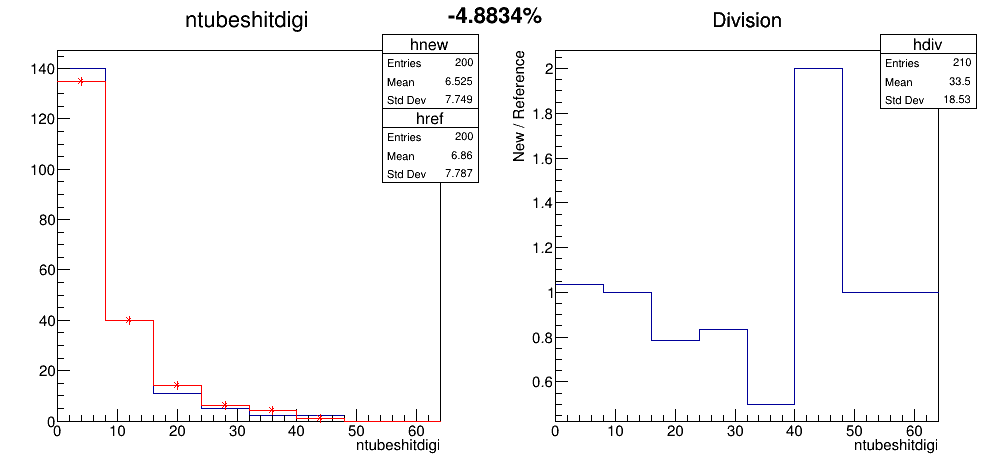 -4.8834%
ntubeshitdigi
hnew
Entries 200
Mean 6.525
Std Dev 7.749
href
Entries 200
Mean 6.86
Std Dev 7.787
140
120
100
80
60
40
20
0
0 10 20 30 40 50 60
ntubeshitdigi
Division
hdiv
Entries 210
Mean 33.5
Std Dev 18.53
New / Reference
2
1.8
1.6
1.4
1.2
1
0.8
0.6
0 10 20 30 40 50 60
ntubeshitdigi